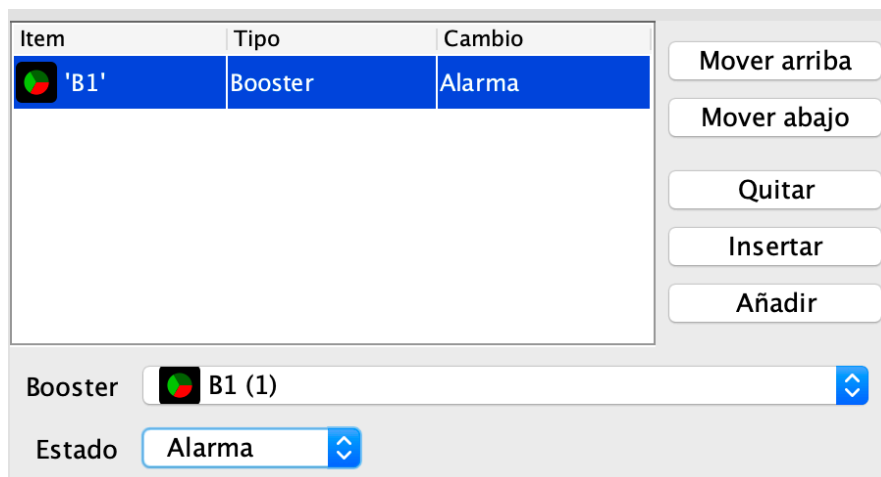 Item Tipo Cambio
'B1' Booster Alarma
Mover arriba
Mover abajo
Quitar
Insertar
Añadir
Booster B1 (1)
Estado Alarma